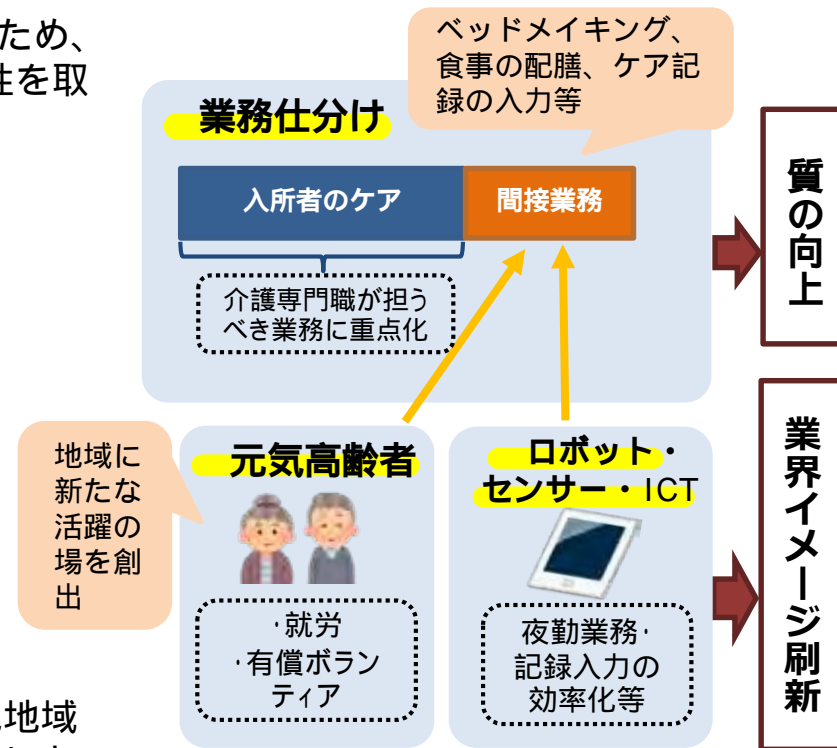 ため、
性を取
ベッドメイキング、
食事の配膳、ケア記
録の入力等
業務仕分け
入所者のケア
間接業務
介護専門職が担う
べき業務に重点化
質の向上
地域に
新たな
活躍の
場を創
出
元気高齢者
・就労
・有償ボラン
ティア
ロボット・
センサー・ICT
夜勤業務・
記録入力の
効率化等
業界イメージ刷新
地域